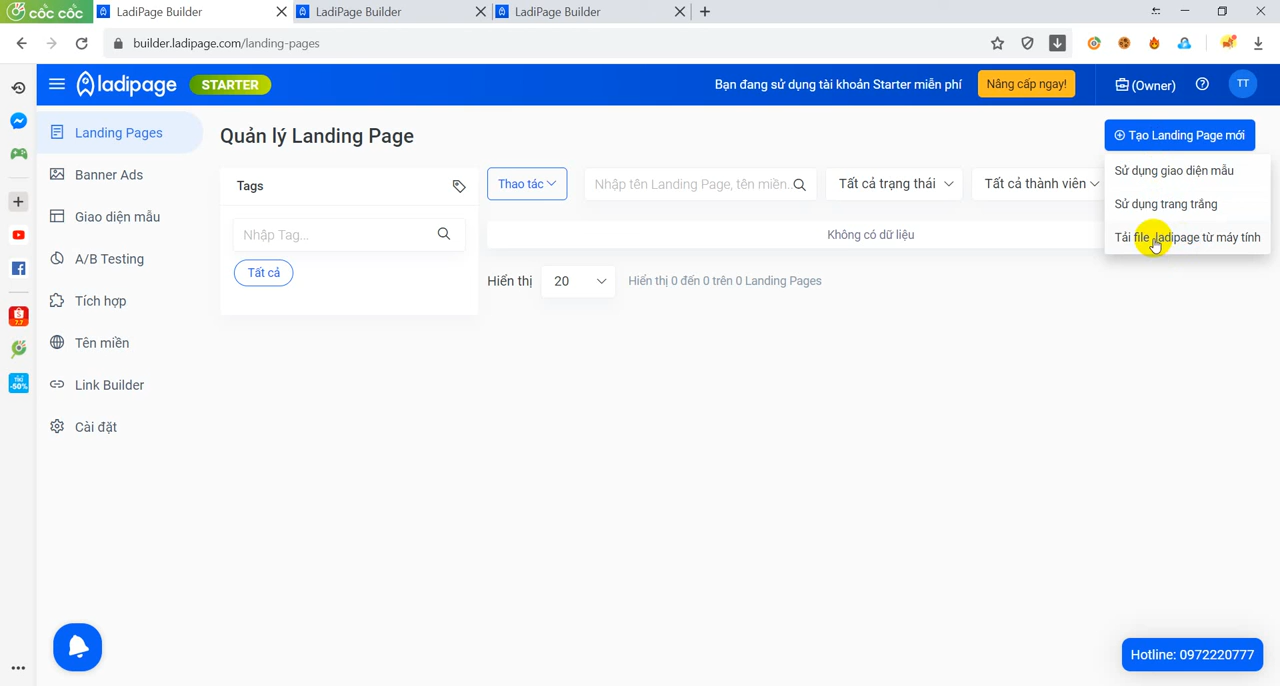 cốc cốc
LadiPage Builder
LadiPage Builder
LadiPage Builder
builder.ladipage.com/landing-pages
ladipage
STARTER
Bạn đang sử dụng tài khoản Starter miễn phí
Nâng cấp ngay!
(Owner)
TT
Landing Pages
Banner Ads
Giao diện mẫu
A/B Testing
Tích hợp
Tên miền
Link Builder
Cài đặt
Quản lý Landing Page
Tạo Landing Page mới
Sử dụng giao diện mẫu
Sử dụng trang trắng
Tải file .ladipage từ máy tính
Tags
Nhập Tag...
Tất cả
Thao tác
Nhập tên Landing Page, tên miền..
Tất cả trạng thái
Tất cả thành viên
Không có dữ liệu
Hiển thị
20
Hiển thị 0 đến 0 trên 0 Landing Pages
7.7
TIKI
-50%
Hotline: 0972220777